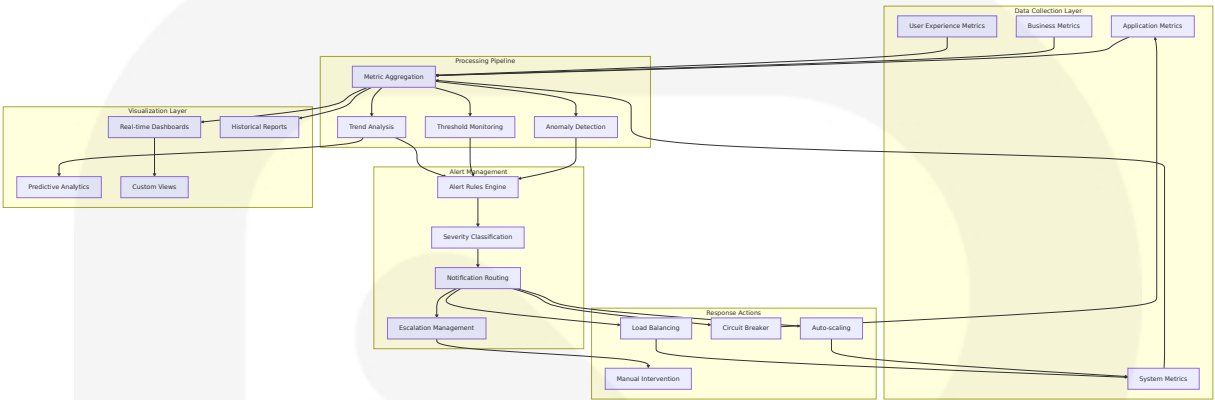 Data Collection Layer
User Experience Metrics
Business Metrics
Application Metrics
Processing Pipeline
Metric Aggregation
Visualization Layer
Real-time Dashboards
Historical Reports
Trend Analysis
Threshold Monitoring
Anomaly Detection
Alert Management
Predictive Analytics
Custom Views
Alert Rules Engine
Severity Classification
Notification Routing
Response Actions
Escalation Management
Load Balancing
Circuit Breaker
Auto-scaling
Manual Intervention
System Metrics